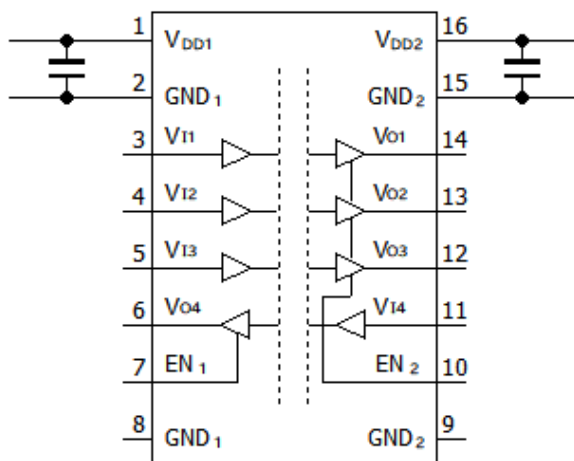 1 VDD1 VDD2 16
2 GND1 GND2 15
3 VI1 VO1 14
4 VI2 VO2 13
5 VI3 VO3 12
6 VO4 VI4 11
7 EN1 EN2 10
8 GND1 GND2 9